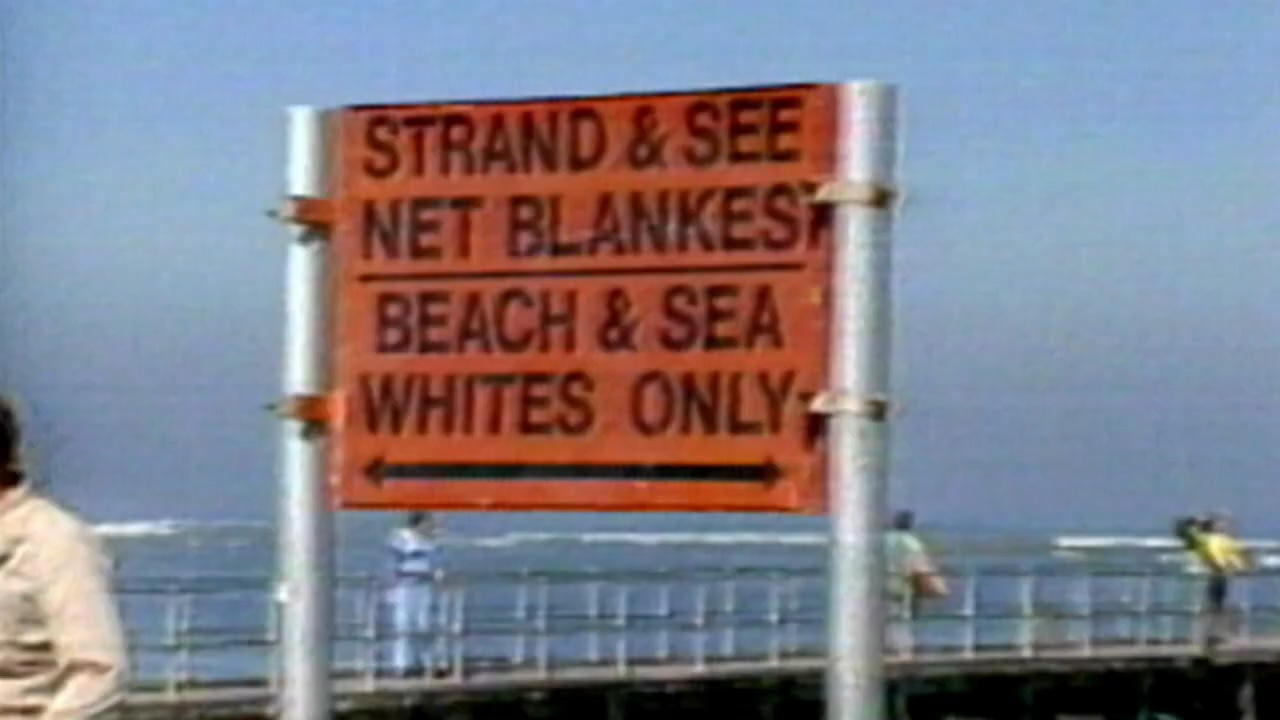 STRAND & SEE
NET BLANKES
BEACH & SEA
WHITES ONLY